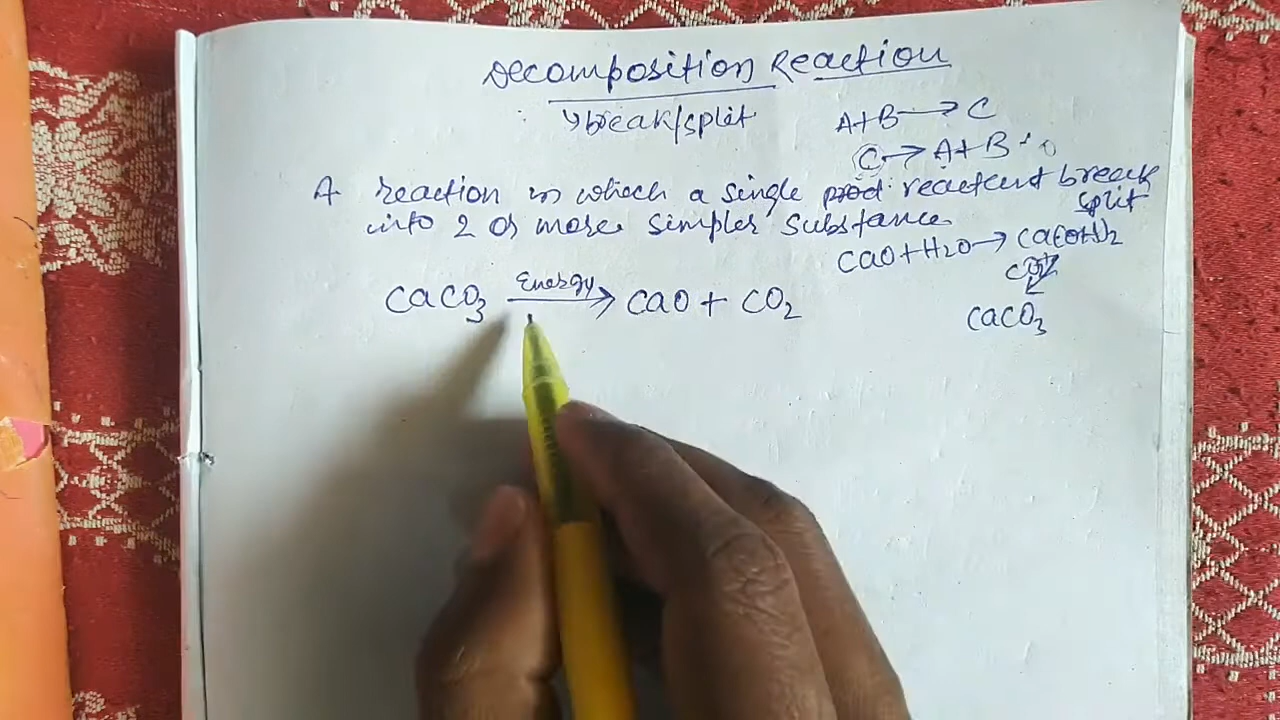 Decomposition Reaction
↳break/split
A+B → C
C → A+B
A reaction in which a single prod. reactant break
split
into 2 or more simpler substance
CaO+H2O → Ca(OH)2
CaCO3 Energy → CaO + CO2
CaCO3